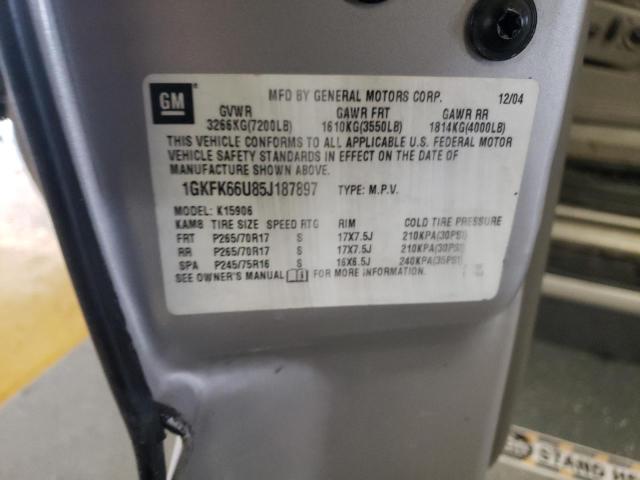 GM
MFD BY GENERAL MOTORS CORP. 12/04
GVWR GAWR FRT GAWR RR
3266KG(7200LB) 1610KG(3550LB) 1814KG(4000LB)
THIS VEHICLE CONFORMS TO ALL APPLICABLE U.S. FEDERAL MOTOR
VEHICLE SAFETY STANDARDS IN EFFECT ON THE DATE OF
MANUFACTURE SHOWN ABOVE.
1GKFK66U85J187897 TYPE: M.P.V.
MODEL: K15906
KAMB TIRE SIZE SPEED RTG RIM COLD TIRE PRESSURE
FRT P265/70R17 S 17X7.5J 210KPA(30PSI)
RR P265/70R17 S 17X7.5J 210KPA(30PSI)
SPA P245/75R16 S 16X6.5J 240KPA(35PSI)
SEE OWNER'S MANUAL FOR MORE INFORMATION.
STAND